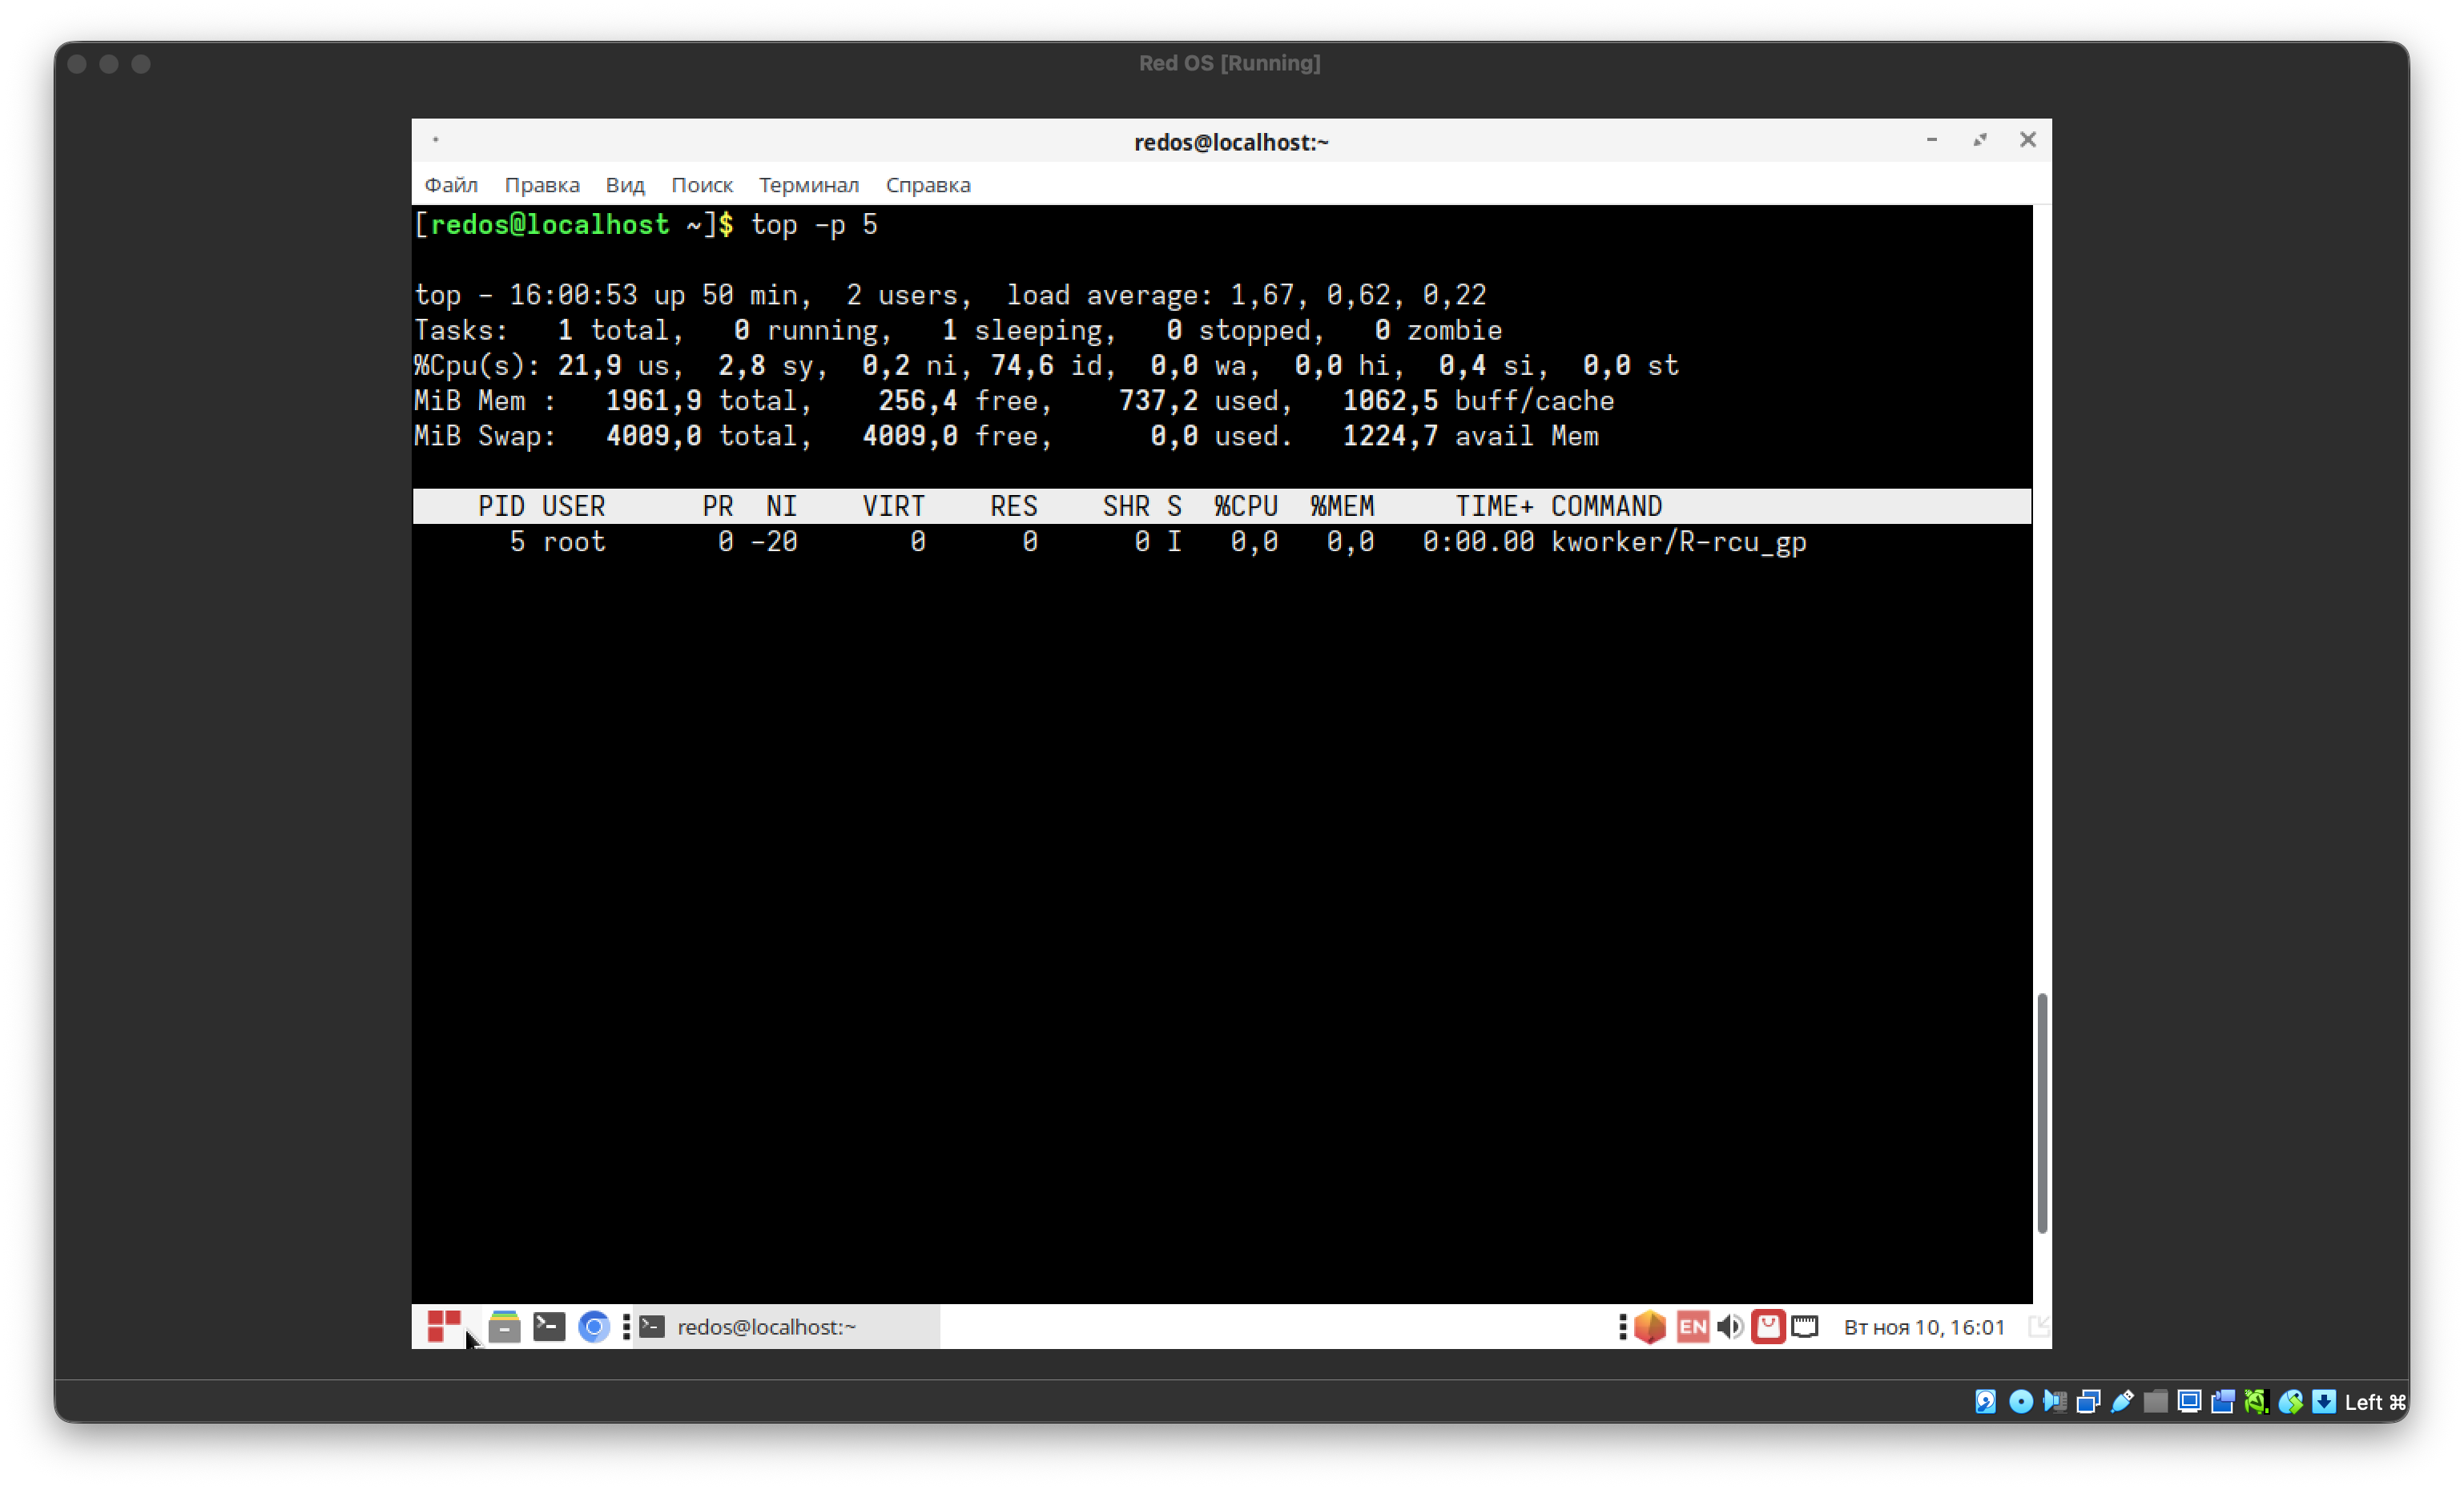 Red OS [Running]
redos@localhost:~
Файл Правка Вид Поиск Терминал Справка
[redos@localhost ~]$ top -p 5
top - 16:00:53 up 50 min,  2 users,  load average: 1,67, 0,62, 0,22
Tasks:   1 total,   0 running,   1 sleeping,   0 stopped,   0 zombie
%Cpu(s): 21,9 us,  2,8 sy,  0,2 ni, 74,6 id,  0,0 wa,  0,0 hi,  0,4 si,  0,0 st
MiB Mem :   1961,9 total,    256,4 free,    737,2 used,   1062,5 buff/cache
MiB Swap:   4009,0 total,   4009,0 free,      0,0 used.   1224,7 avail Mem
PID USER      PR  NI    VIRT    RES    SHR S  %CPU  %MEM     TIME+ COMMAND
5 root       0 -20       0      0      0 I   0,0   0,0   0:00.00 kworker/R-rcu_gp
redos@localhost:~
EN
Вт ноя 10, 16:01
Left ⌘